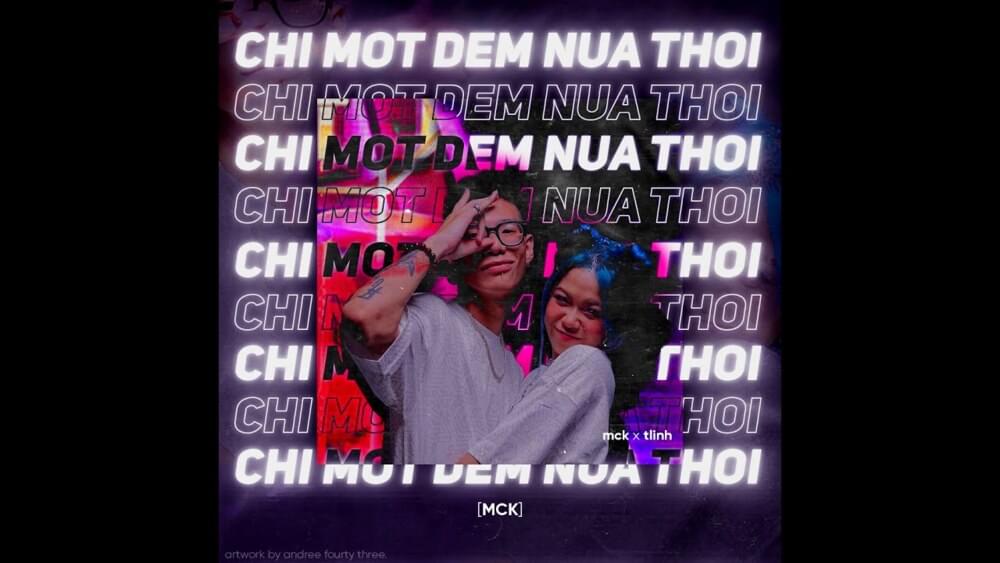 CHI MOT DEM NUA THOI
CHI MOT DEM NUA THOI
CHI MOT DEM NUA THOI
CHI MOT DEM NUA THOI
CHI MOT THOI
CHI M THOI
CHI M THOI
CHI MO THOI
CHI MOT DEM NUA THOI
mck x tlinh
[MCK]
artwork by andree fourty three.